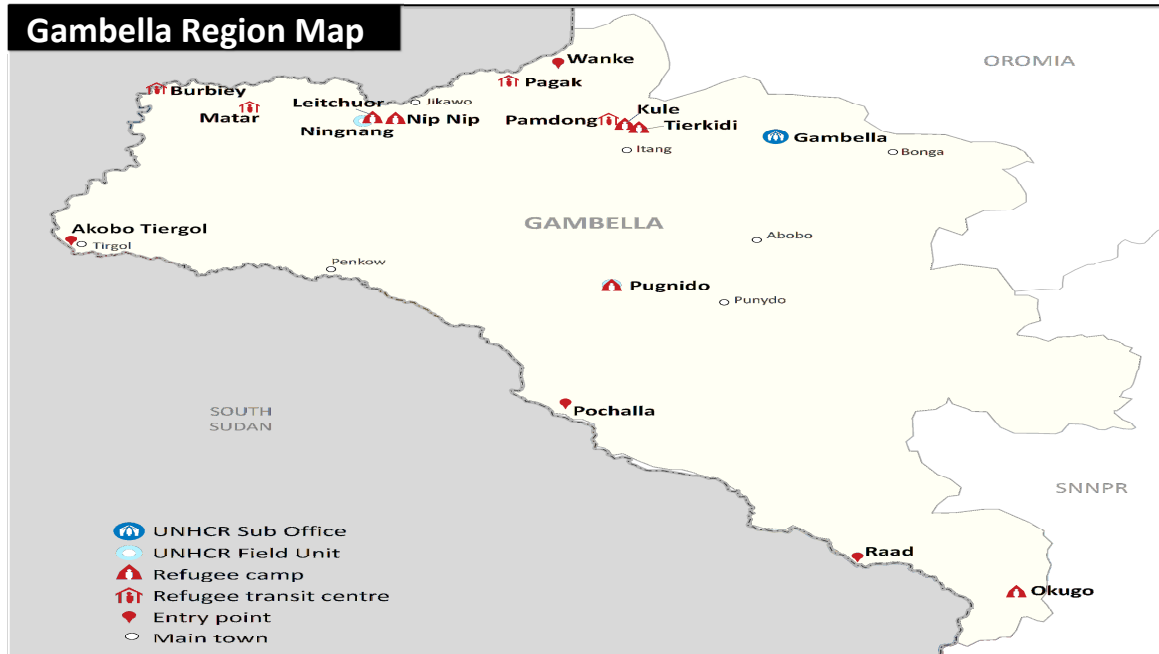 Gambella Region Map
Wanke
OROMIA
Pagak
Burbiey
Leitchuor
Jikawo
Kule
Matar
Nip Nip
Pamdong
Tierkidi
Ningnang
Gambella
Itang
Bonga
GAMBELLA
Akobo Tiergol
Tirgol
Abobo
Penkow
Pugnido
Punydo
SOUTH
SUDAN
Pochalla
SNNPR
UNHCR Sub Office
UNHCR Field Unit
Raad
Refugee camp
Okugo
Refugee transit centre
Entry point
Main town